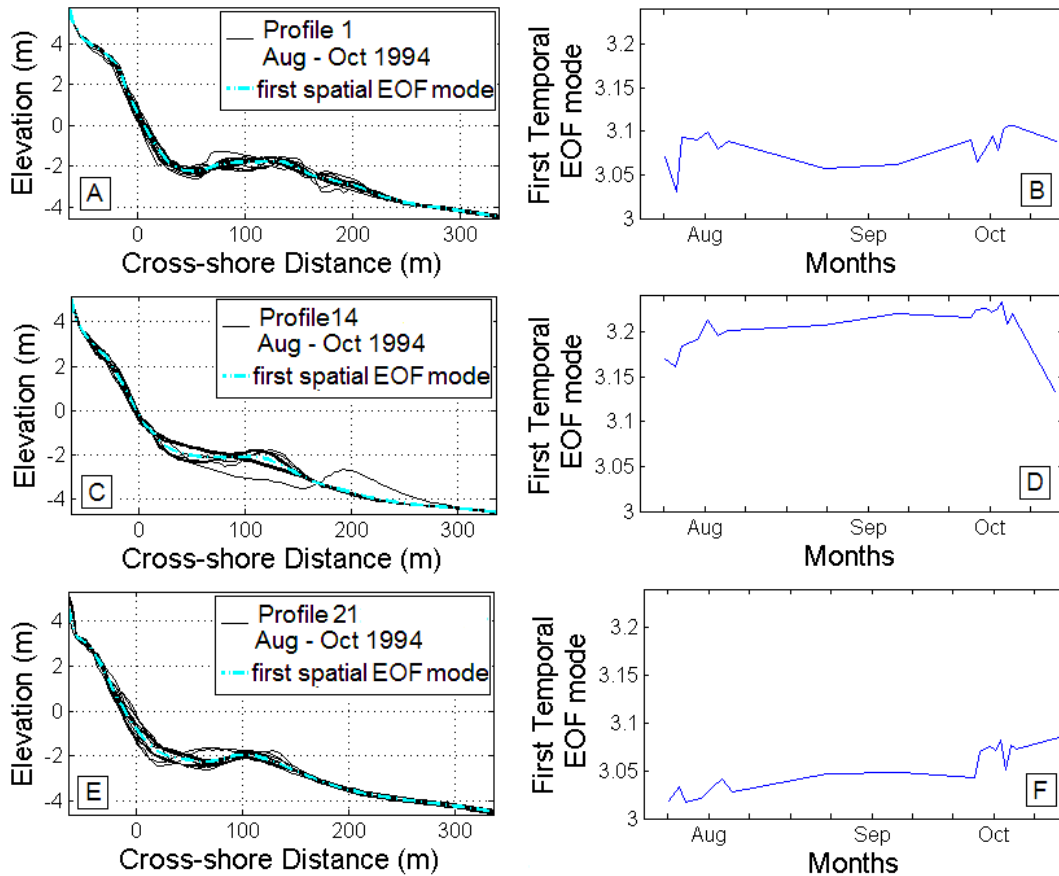 Elevation (m)
4
2
0
-2
-4
Profile 1
Aug - Oct 1994
first spatial EOF mode
A
0 100 200 300
Cross-shore Distance (m)
First Temporal
EOF mode
3.2
3.15
3.1
3.05
3
B
Aug Sep Oct
Months
Elevation (m)
4
2
0
-2
-4
Profile14
Aug - Oct 1994
first spatial EOF mode
C
0 100 200 300
Cross-shore Distance (m)
First Temporal
EOF mode
3.2
3.15
3.1
3.05
3
D
Aug Sep Oct
Months
Elevation (m)
4
2
0
-2
-4
Profile 21
Aug - Oct 1994
first spatial EOF mode
E
0 100 200 300
Cross-shore Distance (m)
First Temporal
EOF mode
3.2
3.15
3.1
3.05
3
F
Aug Sep Oct
Months